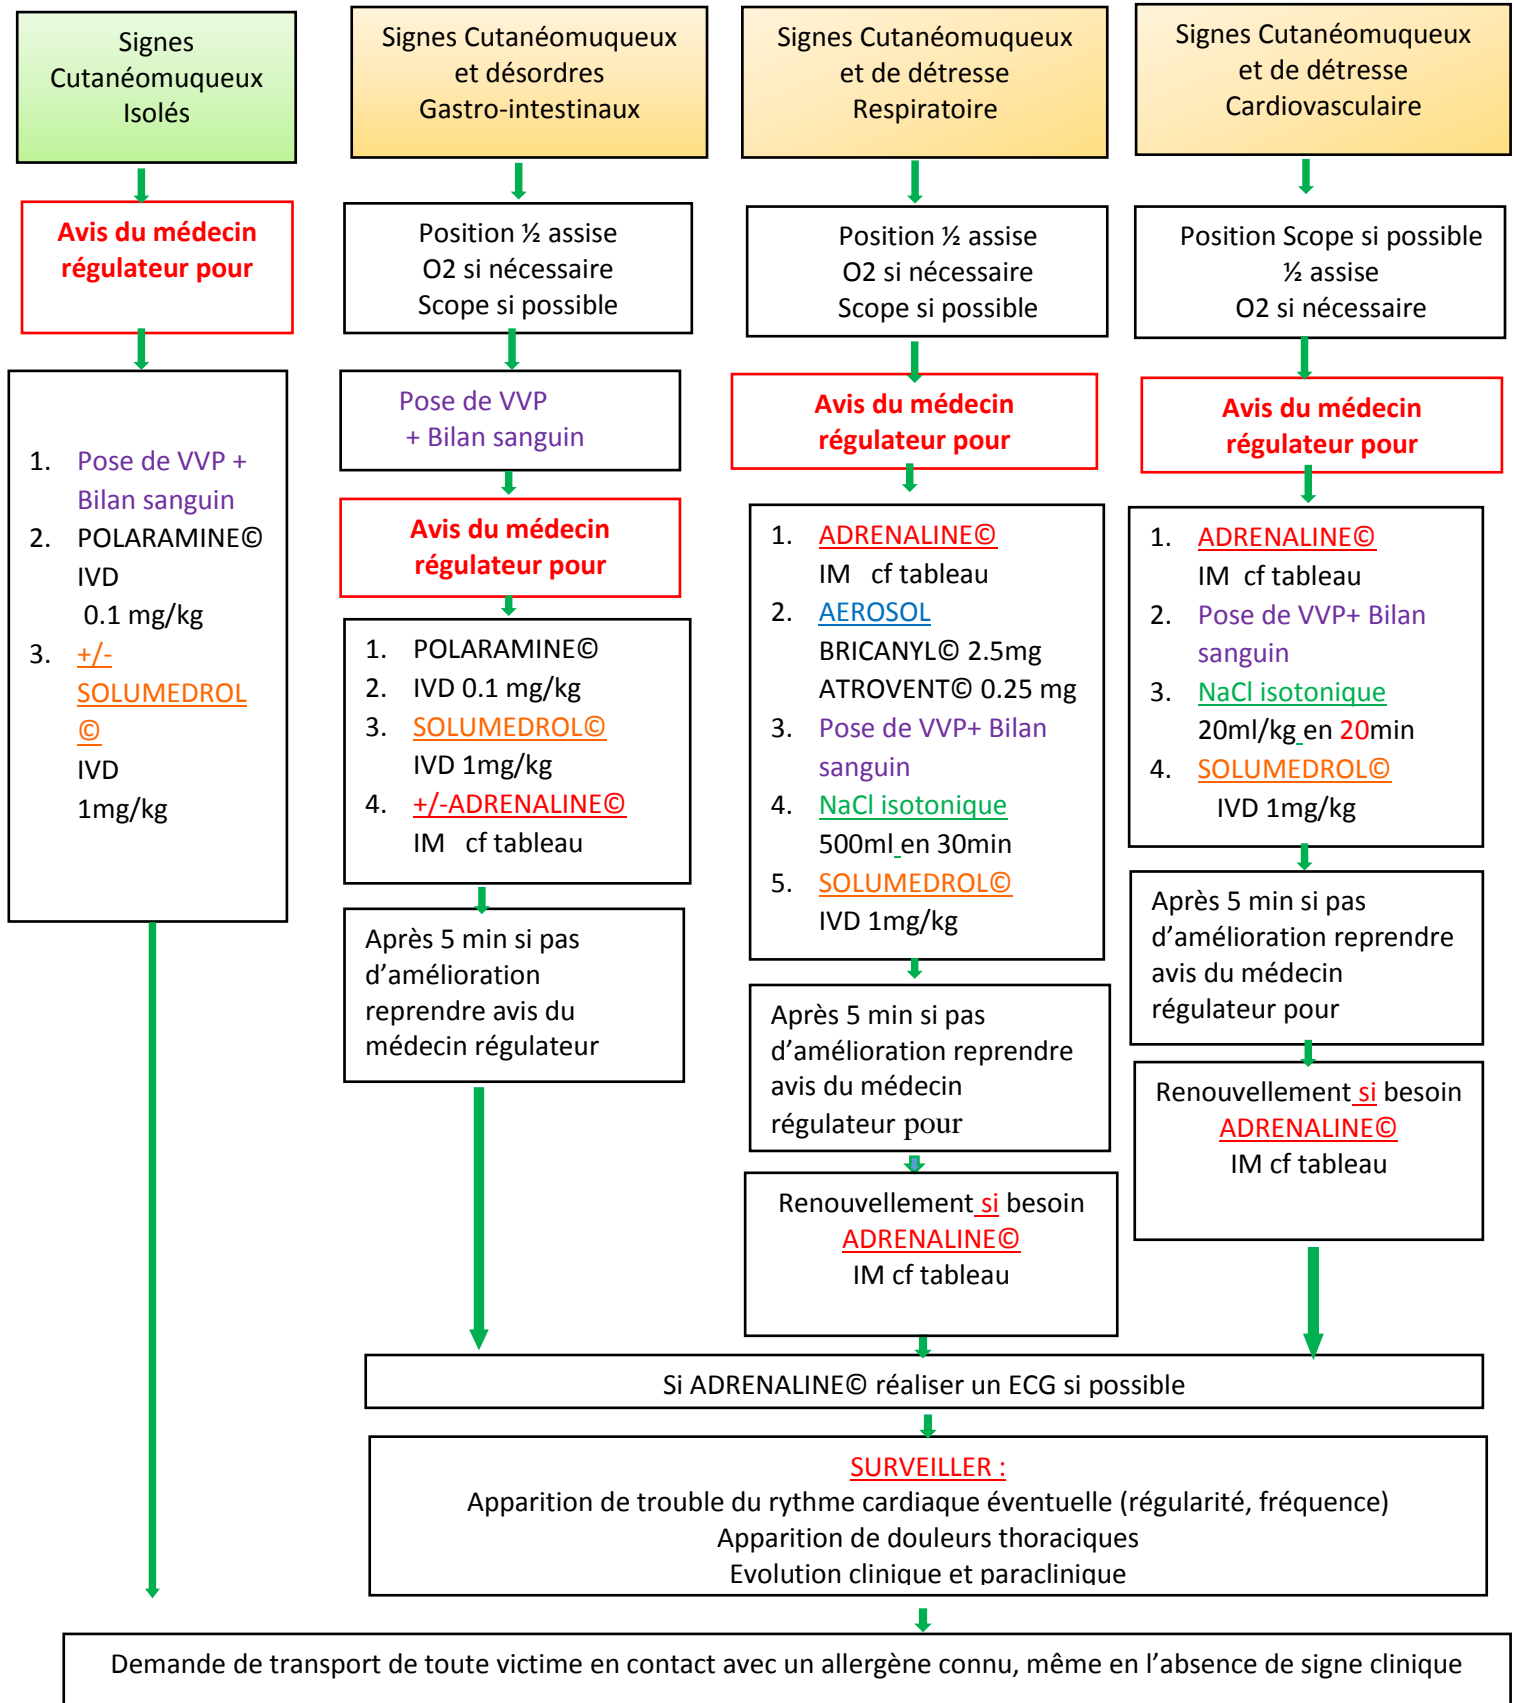 Signes
Cutanéomuqueux
Isolés
Avis du médecin
régulateur pour
1. Pose de VVP +
Bilan sanguin
2. POLARAMINE©
IVD
0.1 mg/kg
3. +/-
SOLUMEDROL
©
IVD
1mg/kg
Signes Cutanéomuqueux
et désordres
Gastro-intestinaux
Position ½ assise
O2 si nécessaire
Scope si possible
Pose de VVP
+ Bilan sanguin
Avis du médecin
régulateur pour
1. POLARAMINE©
2. IVD 0.1 mg/kg
3. SOLUMEDROL©
IVD 1mg/kg
4. +/-ADRENALINE©
IM cf tableau
Après 5 min si pas
d’amélioration
reprendre avis du
médecin régulateur
Signes Cutanéomuqueux
et de détresse
Respiratoire
Position ½ assise
O2 si nécessaire
Scope si possible
Avis du médecin
régulateur pour
1. ADRENALINE©
IM cf tableau
2. AEROSOL
BRICANYL© 2.5mg
ATROVENT© 0.25 mg
3. Pose de VVP+ Bilan
sanguin
4. NaCl isotonique
500ml en 30min
5. SOLUMEDROL©
IVD 1mg/kg
Après 5 min si pas
d’amélioration reprendre
avis du médecin
régulateur pour
Renouvellement si besoin
ADRENALINE©
IM cf tableau
Signes Cutanéomuqueux
et de détresse
Cardiovasculaire
Position Scope si possible
½ assise
O2 si nécessaire
Avis du médecin
régulateur pour
1. ADRENALINE©
IM cf tableau
2. Pose de VVP+ Bilan
sanguin
3. NaCl isotonique
20ml/kg en 20min
4. SOLUMEDROL©
IVD 1mg/kg
Après 5 min si pas
d’amélioration reprendre
avis du médecin
régulateur pour
Renouvellement si besoin
ADRENALINE©
IM cf tableau
Si ADRENALINE© réaliser un ECG si possible
SURVEILLER :
Apparition de trouble du rythme cardiaque éventuelle (régularité, fréquence)
Apparition de douleurs thoraciques
Evolution clinique et paraclinique
Demande de transport de toute victime en contact avec un allergène connu, même en l’absence de signe clinique